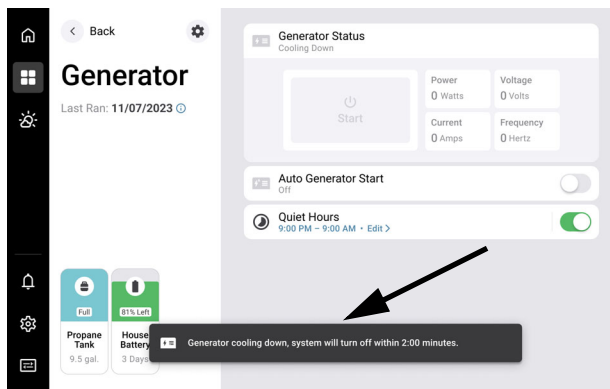 Back
Generator
Last Ran: 11/07/2023
Generator Status
Cooling Down
Start
Power
0 Watts
Voltage
0 Volts
Current
0 Amps
Frequency
0 Hertz
Auto Generator Start
Off
Quiet Hours
9:00 PM – 9:00 AM • Edit >
Full
Propane
Tank
9.5 gal.
81% Left
House
Battery
3 Days
Generator cooling down, system will turn off within 2:00 minutes.